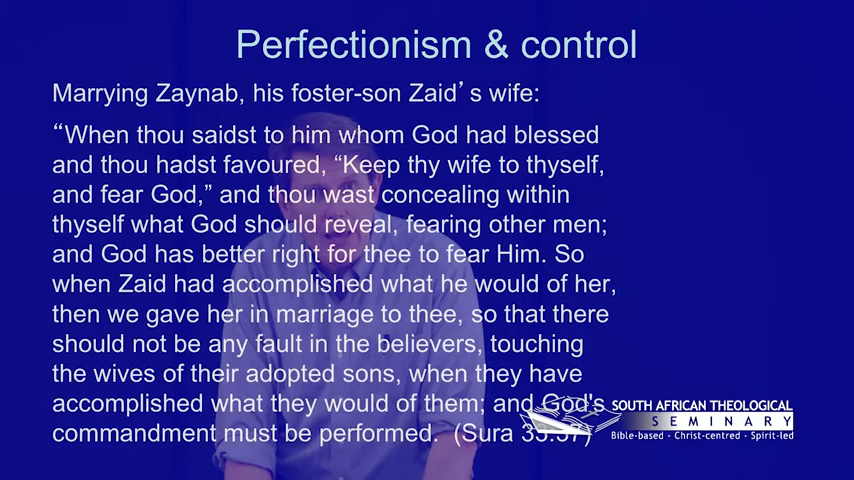 Perfectionism & control
Marrying Zaynab, his foster-son Zaid’s wife:
“When thou saidst to him whom God had blessed
and thou hadst favoured, “Keep thy wife to thyself,
and fear God,” and thou wast concealing within
thyself what God should reveal, fearing other men;
and God has better right for thee to fear Him. So
when Zaid had accomplished what he would of her,
then we gave her in marriage to thee, so that there
should not be any fault in the believers, touching
the wives of their adopted sons, when they have
accomplished what they would of them; and God's
commandment must be performed. (Sura 33:37)
SOUTH AFRICAN THEOLOGICAL
SEMINARY
Bible-based - Christ-centred - Spirit-led